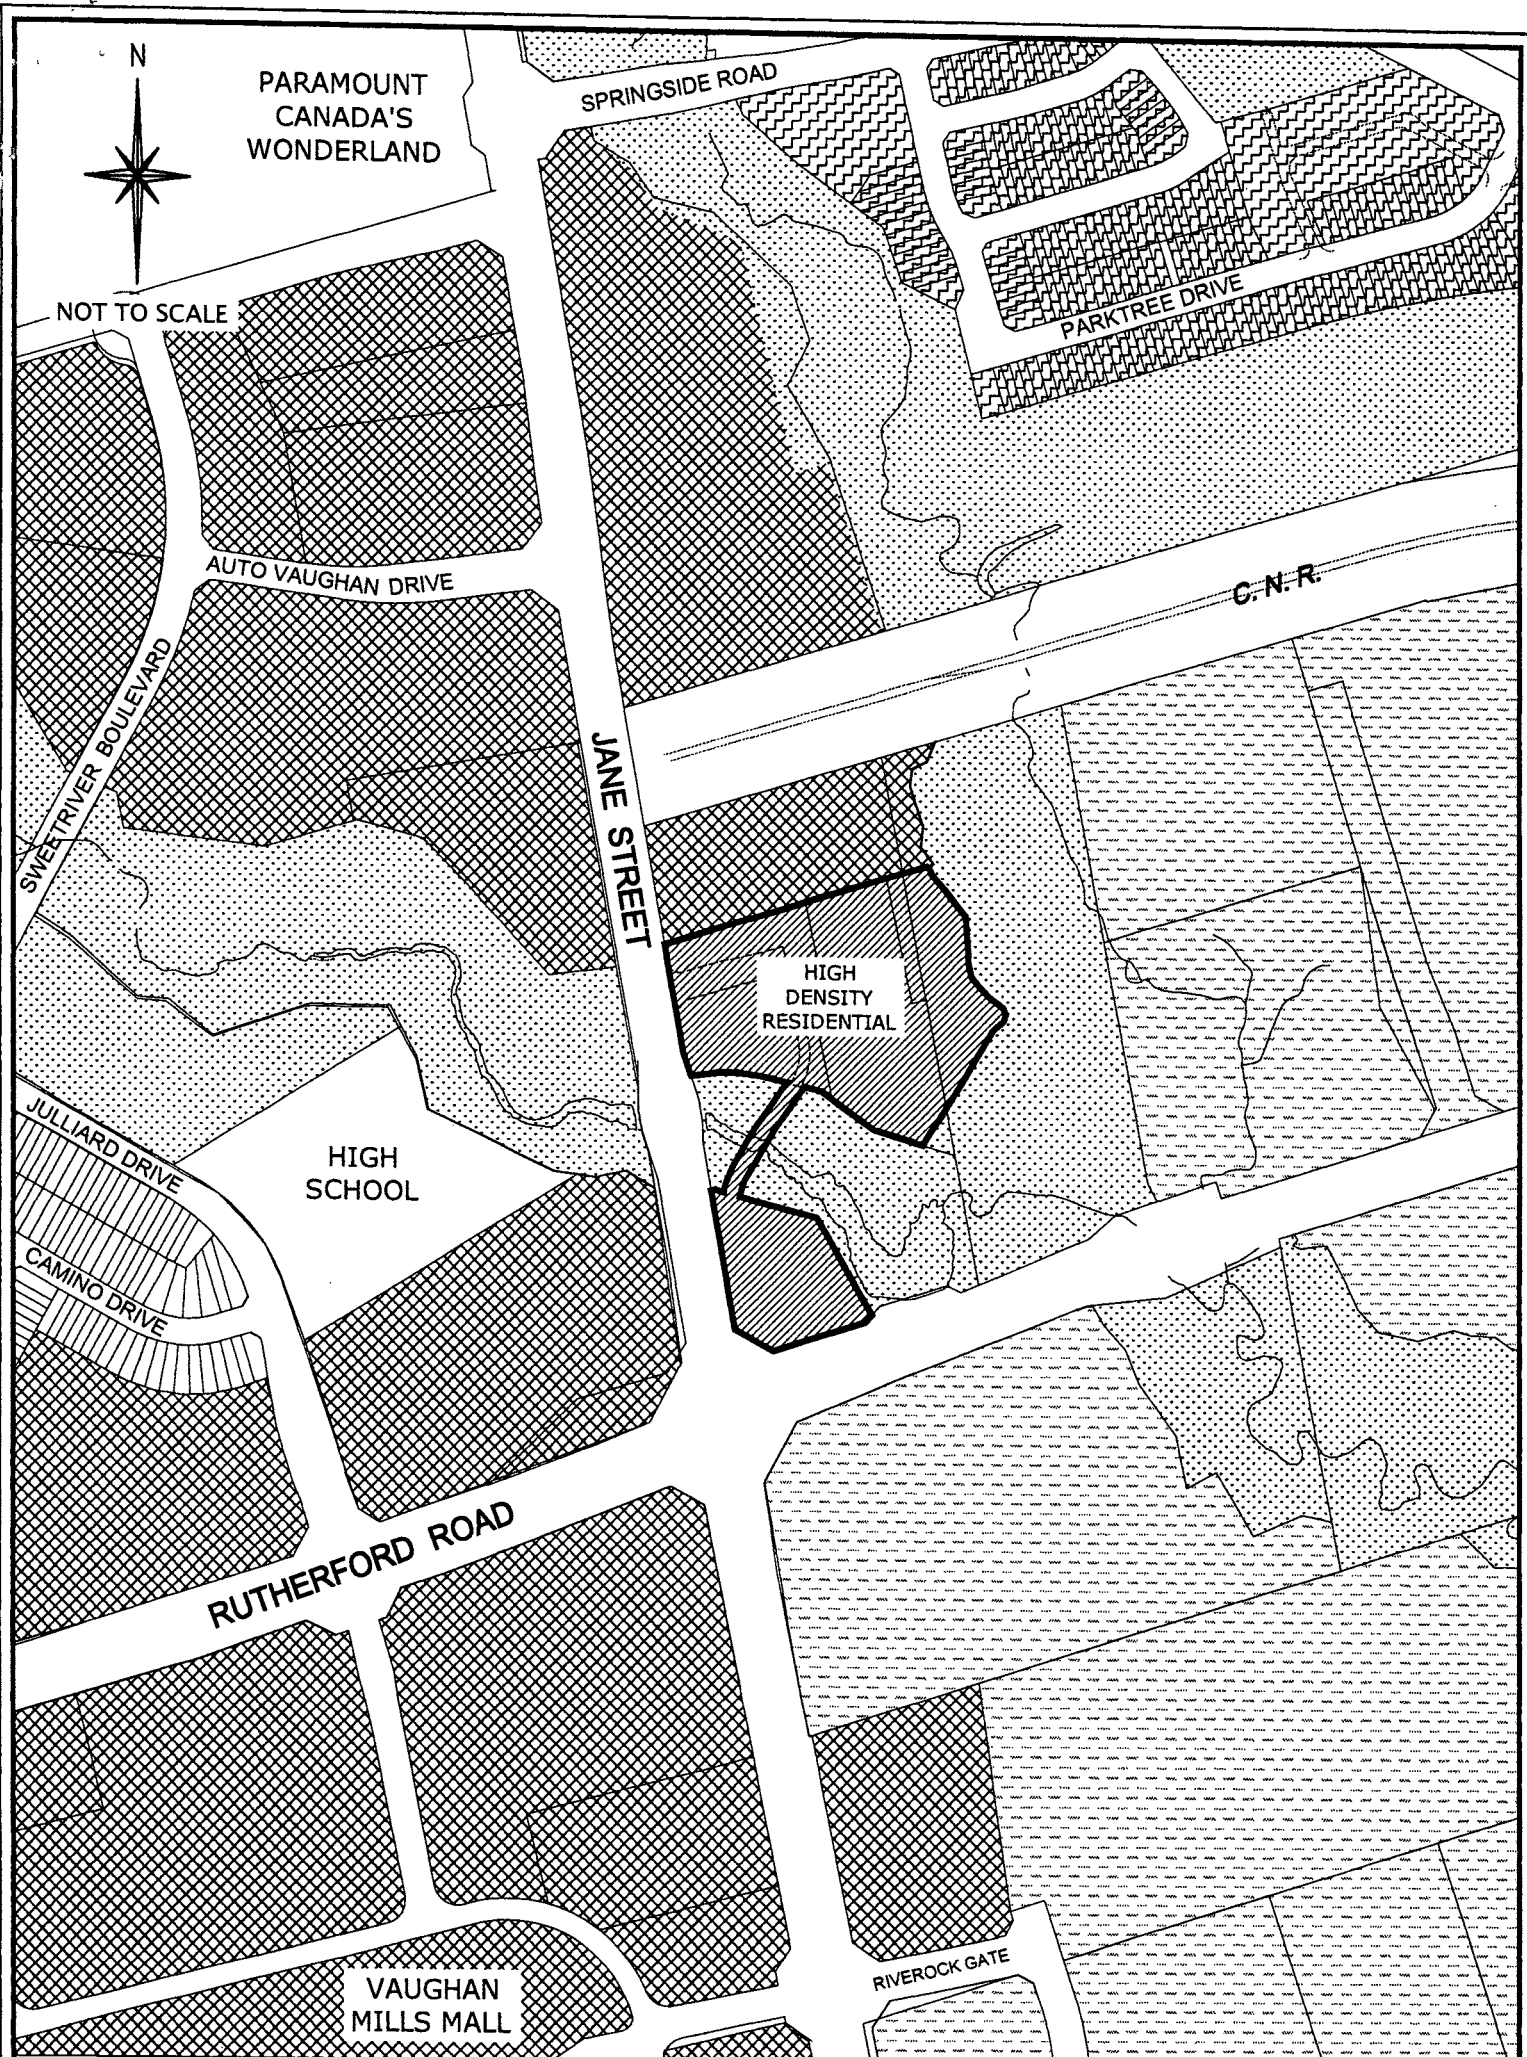 N
PARAMOUNT
CANADA'S
WONDERLAND
SPRINGSIDE ROAD
NOT TO SCALE
PARKTREE DRIVE
AUTO VAUGHAN DRIVE
C. N. R.
SWEETRIVER BOULEVARD
JANE STREET
HIGH
DENSITY
RESIDENTIAL
JULLIARD DRIVE
HIGH
SCHOOL
CAMINO DRIVE
RUTHERFORD ROAD
RIVEROCK GATE
VAUGHAN
MILLS MALL